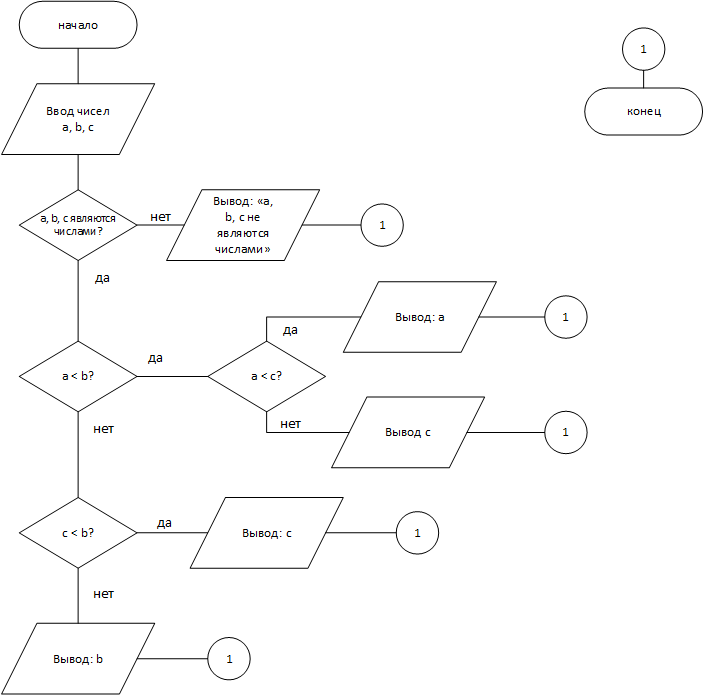 начало
1
конец
Ввод чисел
a, b, c
a, b, c являются
числами?
нет
Вывод: «a,
b, c не
являются
числами»
1
да
a < b?
да
a < c?
да
Вывод: a
1
нет
Вывод c
1
нет
c < b?
да
Вывод: c
1
нет
Вывод: b
1